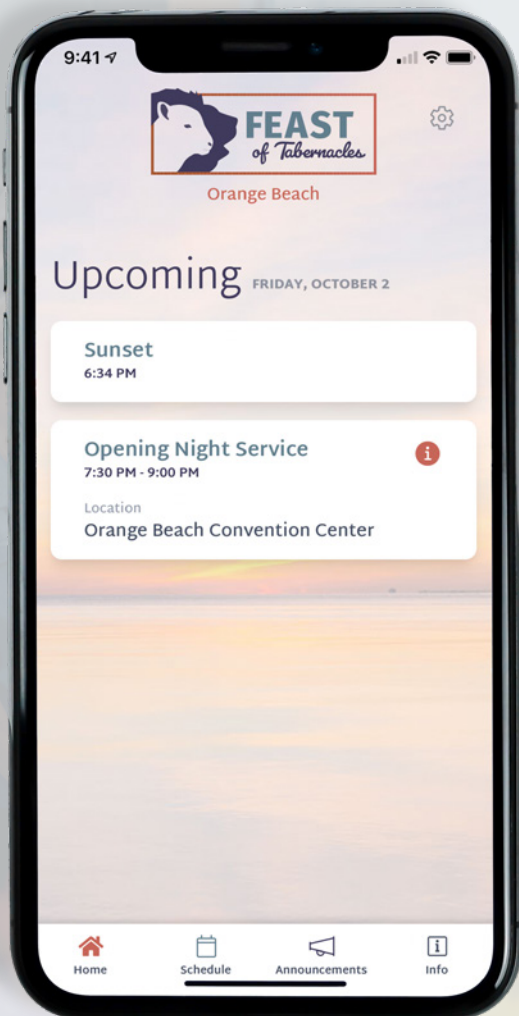 9:41
FEAST
of Tabernacles
Orange Beach
Upcoming FRIDAY, OCTOBER 2
Sunset
6:34 PM
Opening Night Service
7:30 PM - 9:00 PM
Location
Orange Beach Convention Center
Home Schedule Announcements Info